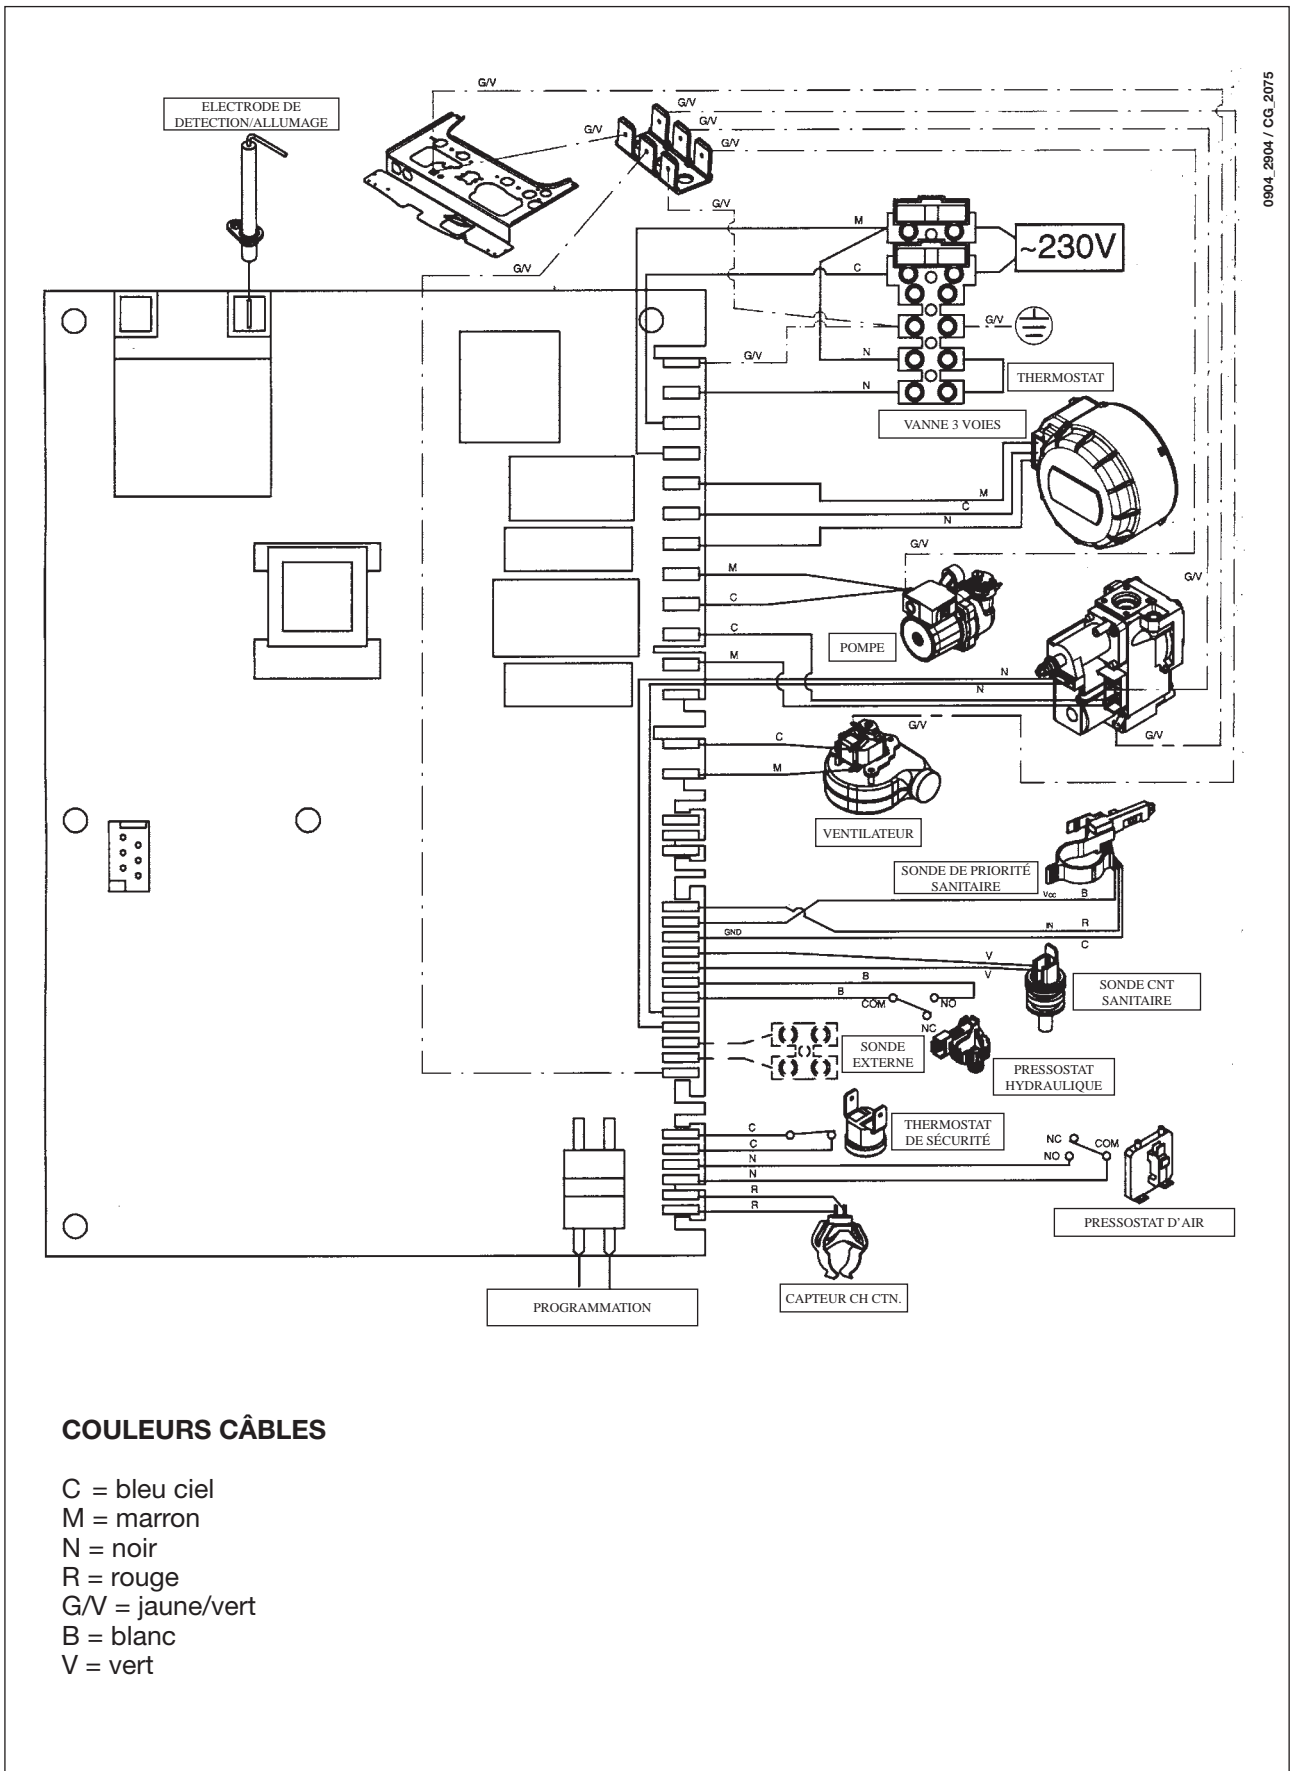 0904_2904 / CG_2075
G/V
ELECTRODE DE
DETECTION/ALLUMAGE
G/V
G/V
G/V
G/V
G/V
M
~230V
C
G/V
G/V
N
THERMOSTAT
N
VANNE 3 VOIES
M
C
N
G/V
M
G/V
C
C
POMPE
M
N
N
G/V
G/V
C
M
VENTILATEUR
SONDE DE PRIORITÉ
SANITAIRE
Vcc
B
IN
R
GND
C
V
V
B
SONDE CNT
SANITAIRE
B
COM
NO
NC
SONDE
EXTERNE
PRESSOSTAT
HYDRAULIQUE
THERMOSTAT
DE SÉCURITÉ
C
C
NC
COM
NO
N
N
R
R
PRESSOSTAT D'AIR
CAPTEUR CH CTN.
PROGRAMMATION
COULEURS CÂBLES
C = bleu ciel
M = marron
N = noir
R = rouge
G/V = jaune/vert
B = blanc
V = vert